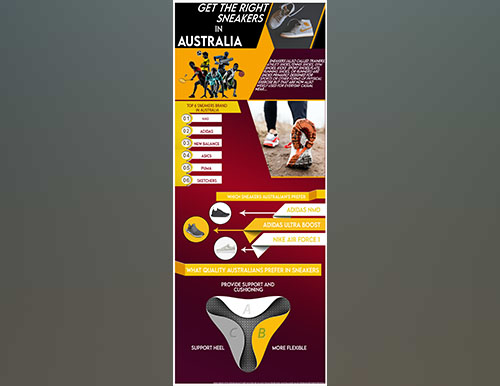 GET THE RIGHT
SNEAKERS
IN
AUSTRALIA
SNEAKERS (ALSO CALLED TRAINERS,
ATHLETIC SHOES, TENNIS SHOES, GYM
SHOES, KICKS, SPORT SHOES, FLATS,
RUNNING SHOES, OR RUNNERS) ARE
SHOES PRIMARILY DESIGNED FOR
SPORTS OR OTHER FORMS OF PHYSICAL
EXERCISE BUT THAT ARE NOW ALSO
WIDELY USED FOR EVERYDAY CASUAL
WEAR.
TOP 6 SNEAKERS BRAND
IN AUSTRALIA
01 NIKE
02 ADIDAS
03 NEW BALANCE
04 ASICS
05 PUMA
06 SKETCHERS
WHICH SNEAKERS AUSTRALIANS PREFER
ADIDAS NMD
ADIDAS ULTRA BOOST
NIKE AIR FORCE 1
WHAT QUALITY AUSTRALIANS PREFER IN SNEAKERS
PROVIDE SUPPORT AND
CUSHIONING
A
C B
SUPPORT HEEL MORE FLEXIBLE